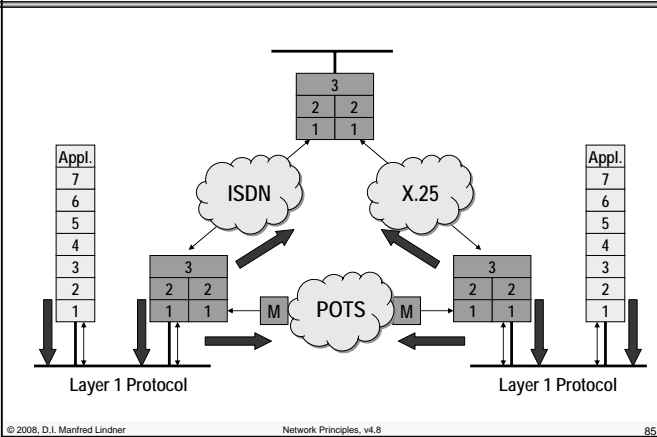 3
2 2
1 1
Appl.
7
6
5
4
3
2
1
ISDN
X.25
Appl.
7
6
5
4
3
2
1
3
2 2
1 1
M POTS M
3
2 2
1 1
Layer 1 Protocol
Layer 1 Protocol
© 2008, D.I. Manfred Lindner
Network Principles, v4.8
85